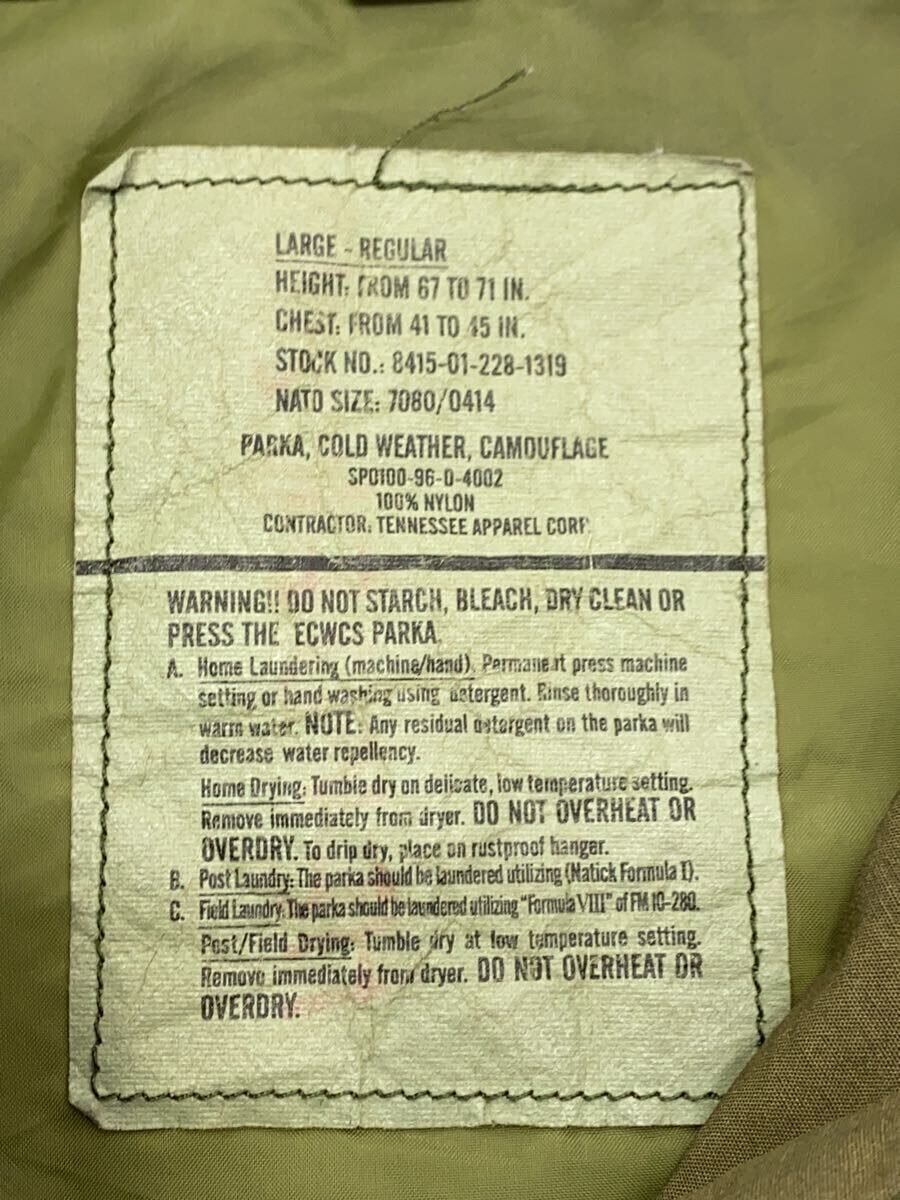 LARGE - REGULAR
HEIGHT: FROM 67 TO 71 IN.
CHEST: FROM 41 TO 45 IN.
STOCK NO.: 8415-01-228-1319
NATO SIZE: 7080/0414
PARKA, COLD WEATHER, CAMOUFLAGE
SPO100-96-D-4002
100% NYLON
CONTRACTOR: TENNESSEE APPAREL CORP.
WARNING!! DO NOT STARCH, BLEACH, DRY CLEAN OR
PRESS THE ECWCS PARKA.
A. Home Laundering (machine/hand). Permanent press machine
setting or hand washing using detergent. Rinse thoroughly in
warm water. NOTE: Any residual detergent on the parka will
decrease water repellency.
Home Drying: Tumble dry on delicate, low temperature setting.
Remove immediately from dryer. DO NOT OVERHEAT OR
OVERDRY. To drip dry, place on rustproof hanger.
B. Post Laundry: The parka should be laundered utilizing (Natick Formula I).
C. Field Laundry: The parka should be laundered utilizing "Formula VIII" of FM 10-280.
Post/Field Drying: Tumble dry at low temperature setting.
Remove immediately from dryer. DO NOT OVERHEAT OR
OVERDRY.